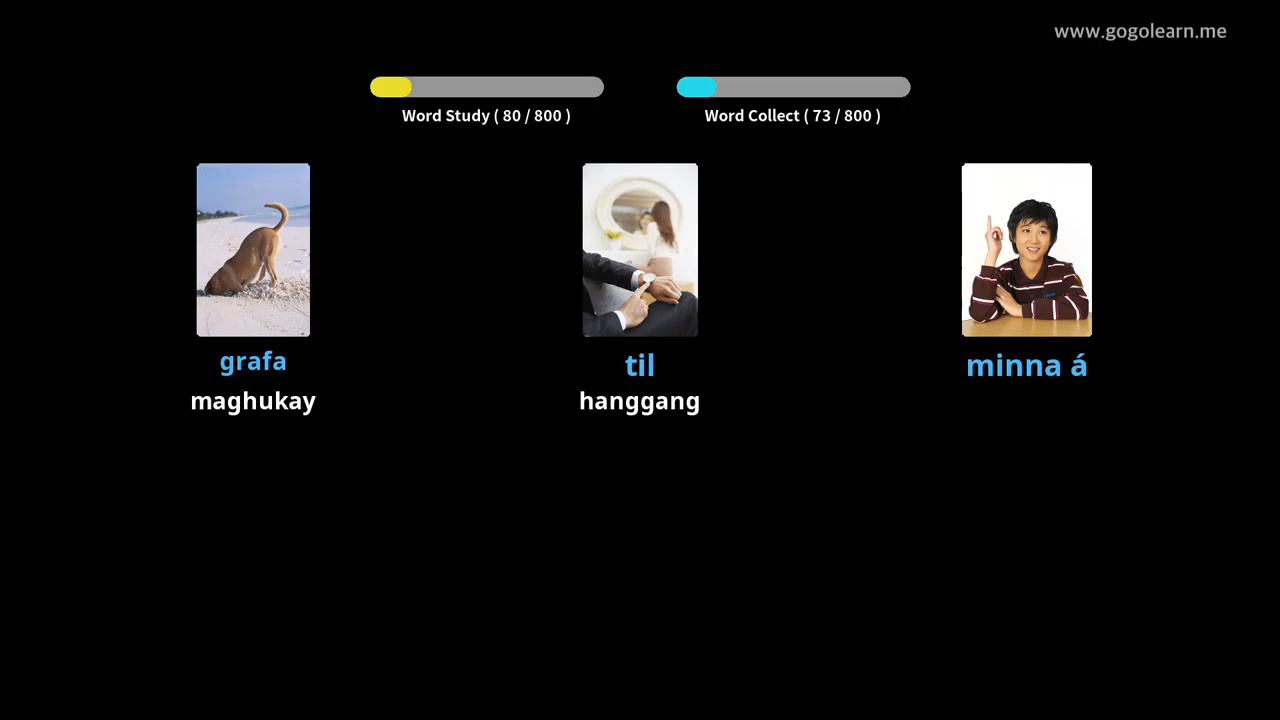 www.gogolearn.me
Word Study ( 80 / 800 )
Word Collect ( 73 / 800 )
grafa
til
minna á
maghukay
hanggang